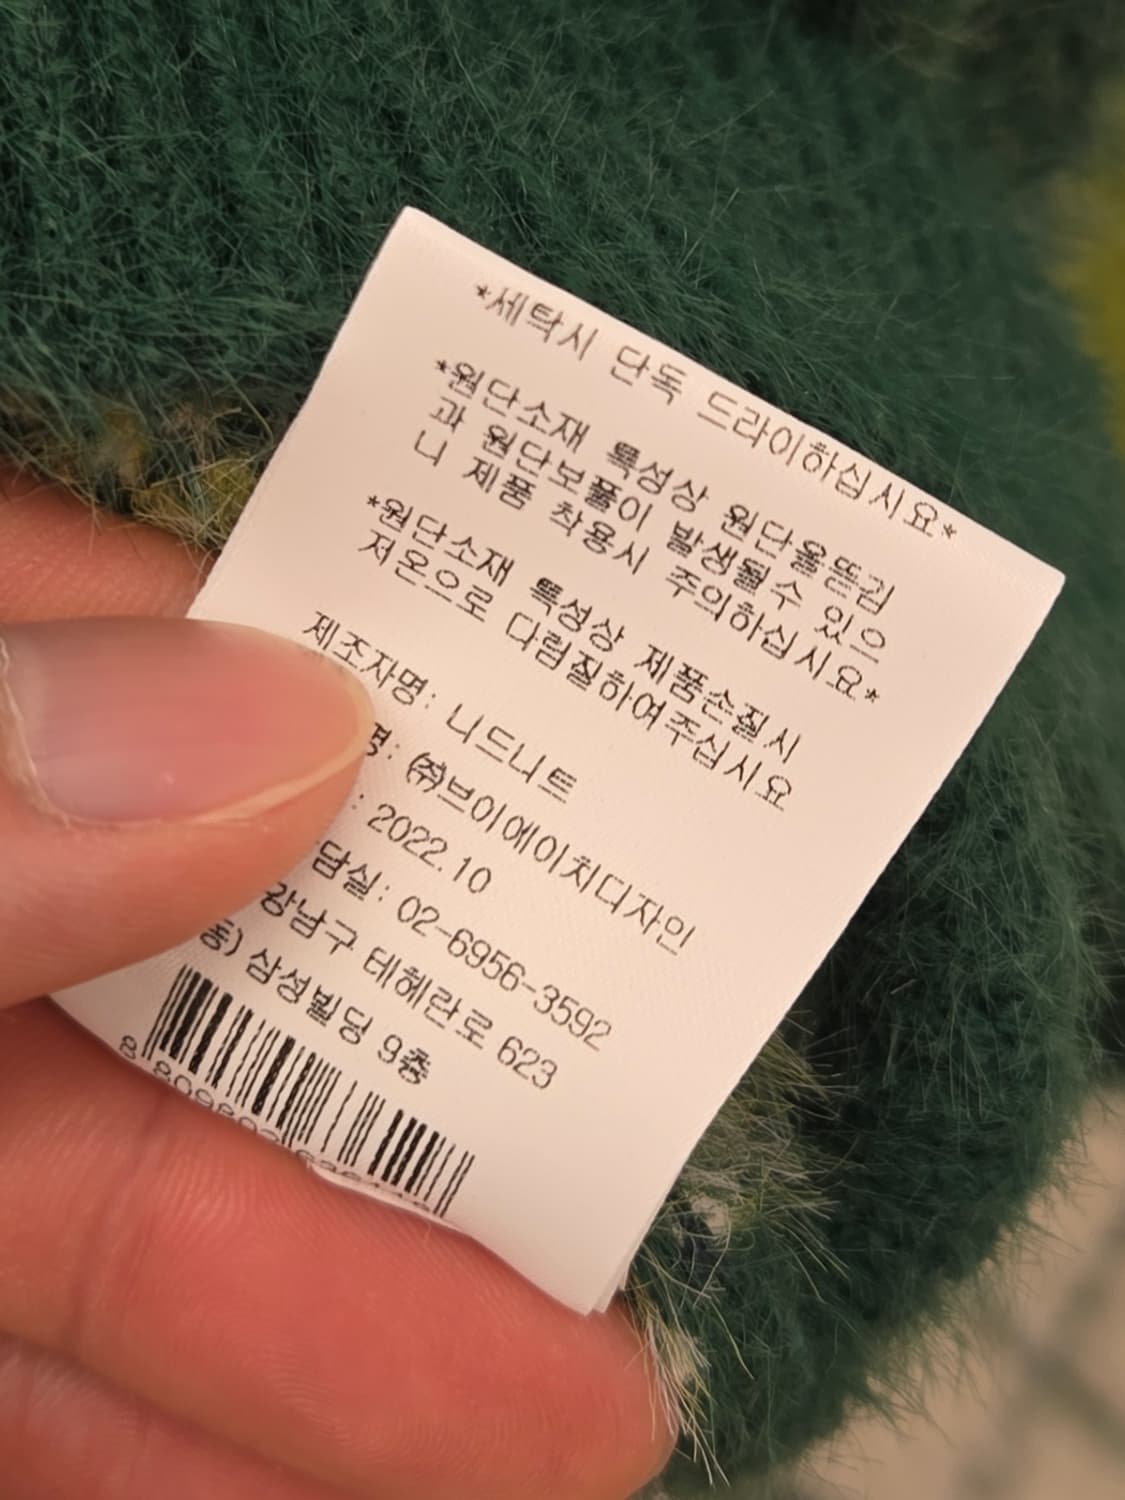 *세탁시 단독 드라이하십시요*
*원단소재 특성상 원단올뜯김
과 원단보풀이 발생될수 있으
니 제품 착용시 주의하십시요*
*원단소재 특성상 제품손질시
저온으로 다림질하여주십시요
제조자명: 니드니트
명: ㈜브이에이치디자인
: 2022.10
담실: 02-6956-3592
강남구 테헤란로 623
동) 삼성빌딩 9층